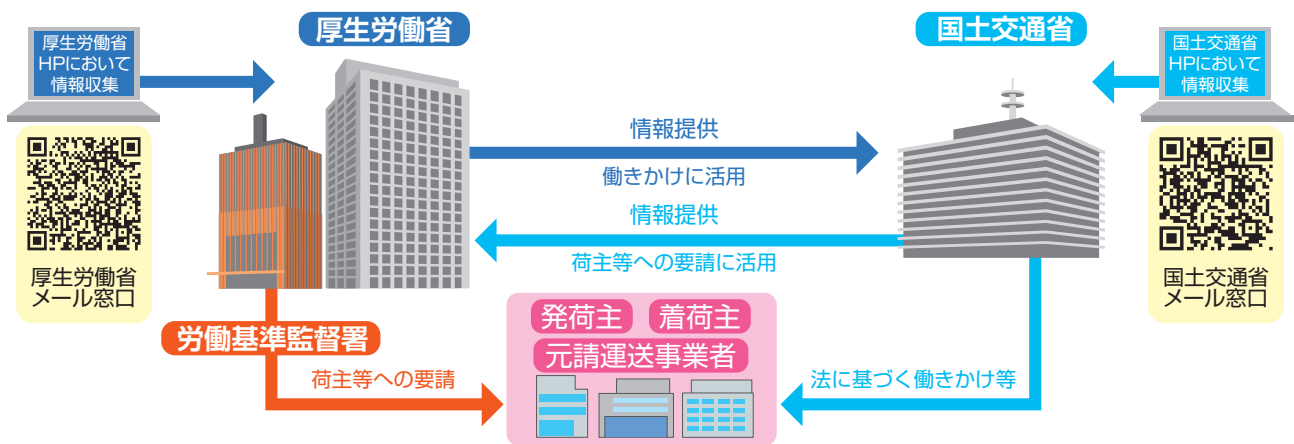 厚生労働省
国土交通省
厚生労働省
HPにおいて
情報収集
国土交通省
HPにおいて
情報収集
情報提供
働きかけに活用
情報提供
荷主等への要請に活用
厚生労働省
メール窓口
国土交通省
メール窓口
発荷主 着荷主
元請運送事業者
労働基準監督署
荷主等への要請
法に基づく働きかけ等